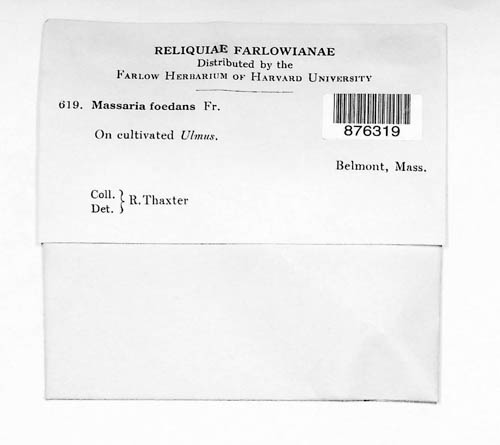 RELIQUIAE FARLOWIANAE
Distributed by the
FARLOW HERBARIUM OF HARVARD UNIVERSITY
619. Massaria foedans Fr.
876319
On cultivated Ulmus.
Belmont, Mass.
Coll. } R. Thaxter
Det. }